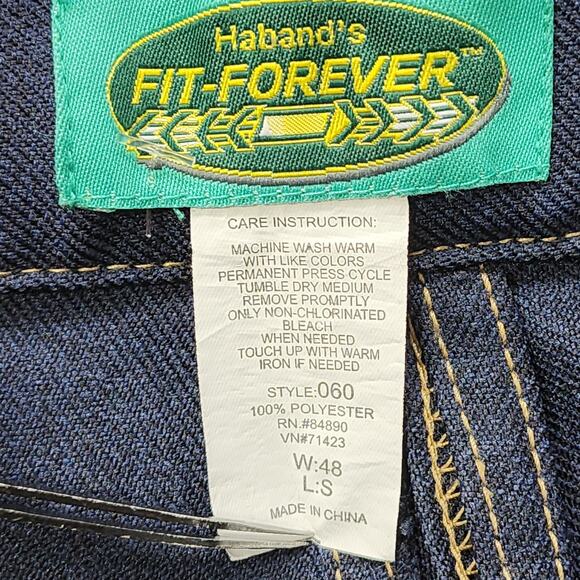 Haband's
FIT-FOREVER™
CARE INSTRUCTION:
MACHINE WASH WARM
WITH LIKE COLORS
PERMANENT PRESS CYCLE
TUMBLE DRY MEDIUM
REMOVE PROMPTLY
ONLY NON-CHLORINATED
BLEACH
WHEN NEEDED
TOUCH UP WITH WARM
IRON IF NEEDED
STYLE:060
100% POLYESTER
RN.#84890
VN#71423
W:48
L:S
MADE IN CHINA